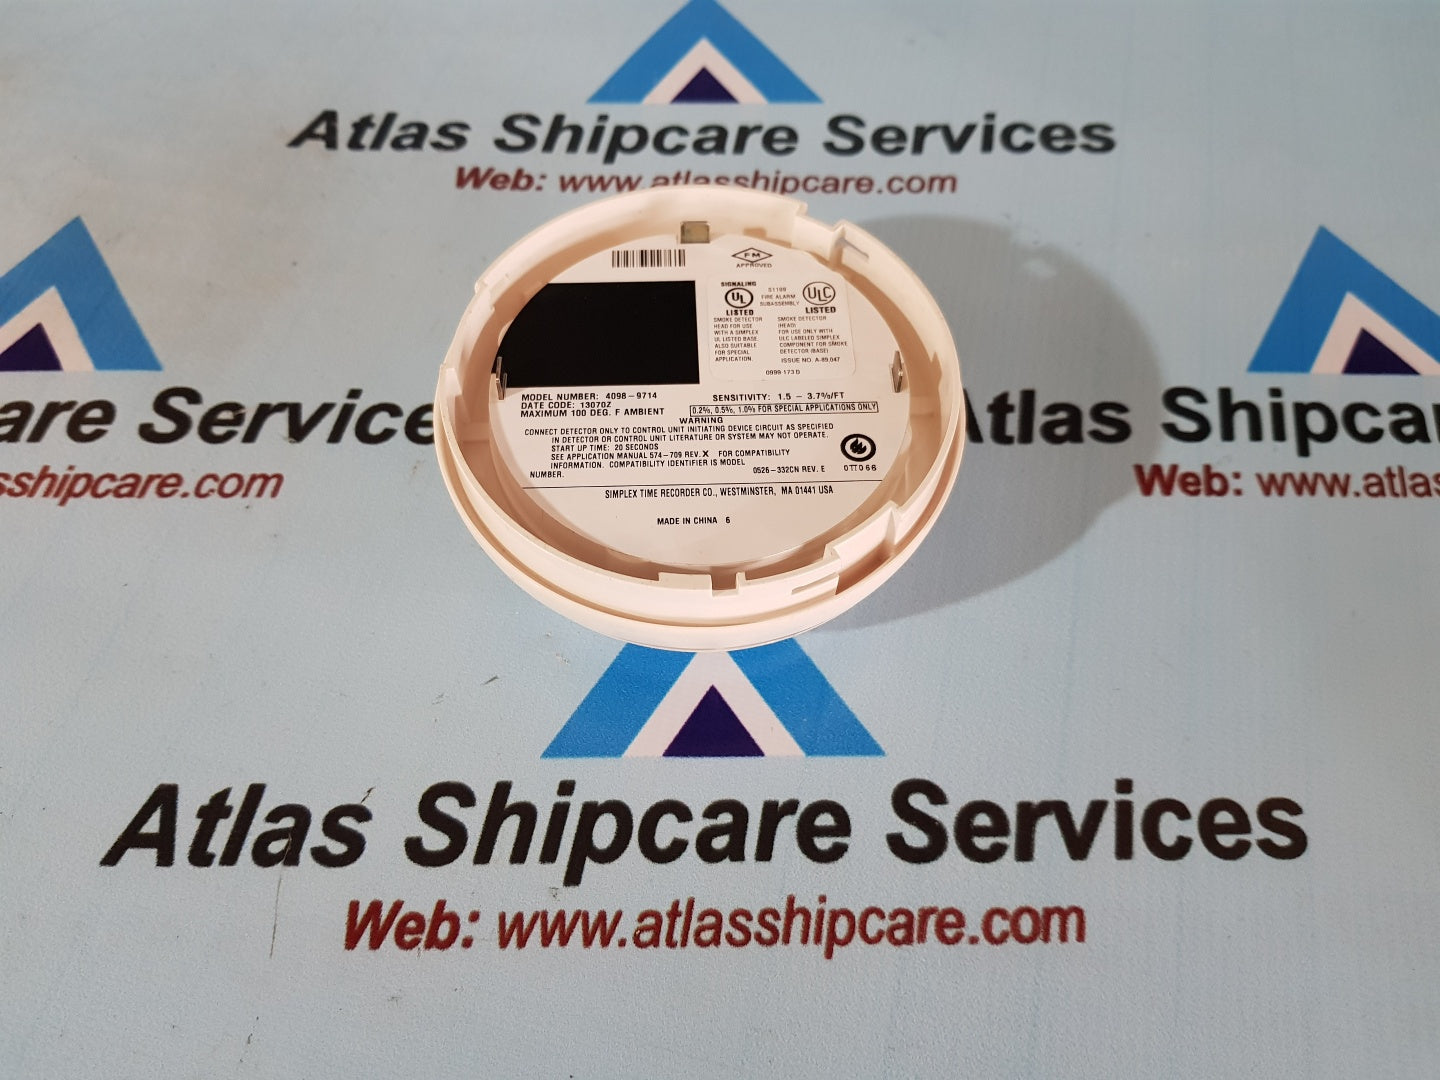 Atlas Shipcare Services
Web: www.atlasshipcare.com
FM
APPROVED
SIGNALING
UL
LISTED
SMOKE DETECTOR
HEAD FOR USE
WITH A SIMPLEX
UL LISTED BASE.
ALSO SUITABLE
FOR SPECIAL
APPLICATION.
S1109
FIRE ALARM
SUBASSEMBLY
ULC
LISTED
SMOKE DETECTOR
(HEAD)
FOR USE ONLY WITH
ULC LABELED SIMPLEX
COMPONENT FOR SMOKE
DETECTOR (BASE)
ISSUE NO. A-89,047
0999-173 D
MODEL NUMBER: 4098-9714
DATE CODE: 13070Z
MAXIMUM 100 DEG. F AMBIENT
SENSITIVITY: 1.5 - 3.7%/FT
0.2%, 0.5%, 1.0% FOR SPECIAL APPLICATIONS ONLY
WARNING
CONNECT DETECTOR ONLY TO CONTROL UNIT INITIATING DEVICE CIRCUIT AS SPECIFIED
IN DETECTOR OR CONTROL UNIT LITERATURE OR SYSTEM MAY NOT OPERATE.
START UP TIME: 20 SECONDS
SEE APPLICATION MANUAL 574-709 REV. X FOR COMPATIBILITY
INFORMATION. COMPATIBILITY IDENTIFIER IS MODEL
NUMBER.
0526-332CN REV. E
OTT066
SIMPLEX TIME RECORDER CO., WESTMINSTER, MA 01441 USA
MADE IN CHINA 6
are Service
sshipcare.com
Atlas Shipcar
Web: www.atlas
Atlas Shipcare Services
Web: www.atlasshipcare.com